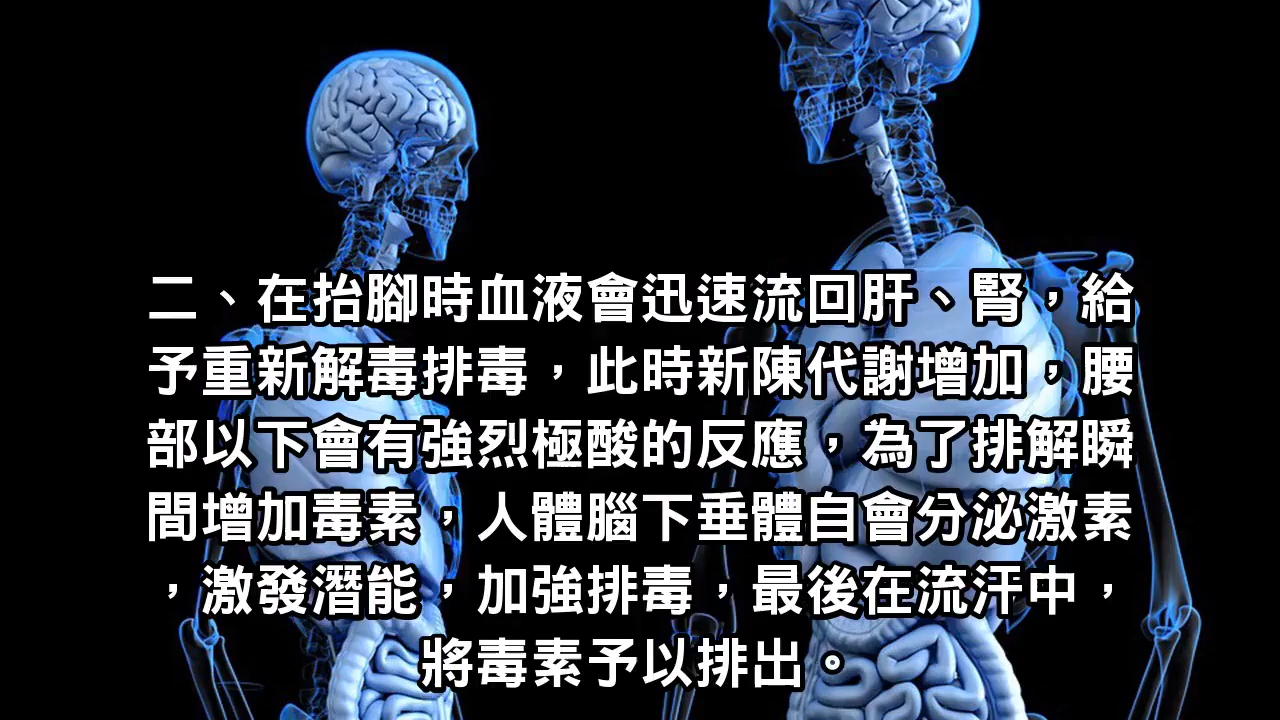 二、在抬腳時血液會迅速流回肝、腎，給
予重新解毒排毒，此時新陳代謝增加，腰
部以下會有強烈極酸的反應，為了排解瞬
間增加毒素，人體腦下垂體自會分泌激素
，激發潛能，加強排毒，最後在流汗中，
將毒素予以排出。